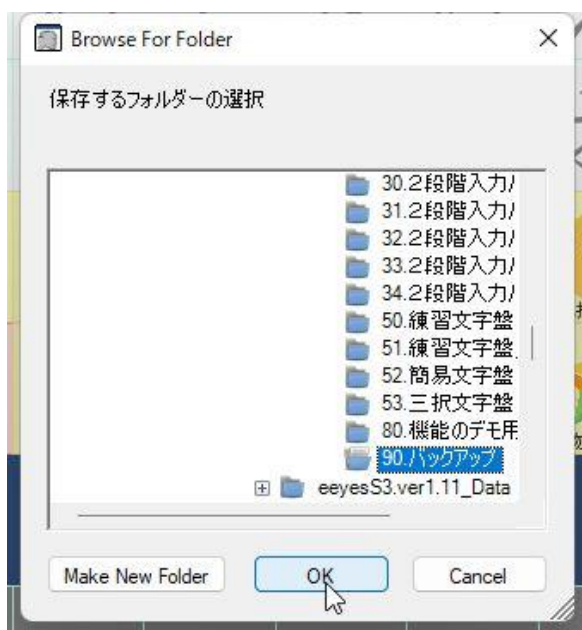 Browse For Folder
保存するフォルダーの選択
30.2段階入力
31.2段階入力
32.2段階入力
33.2段階入力
34.2段階入力
50.練習文字盤
51.練習文字盤
52.簡易文字盤
53.三択文字盤
80.機能のデモ用
90.バックアップ
eeyesS3.ver1.11_Data
Make New Folder
OK
Cancel